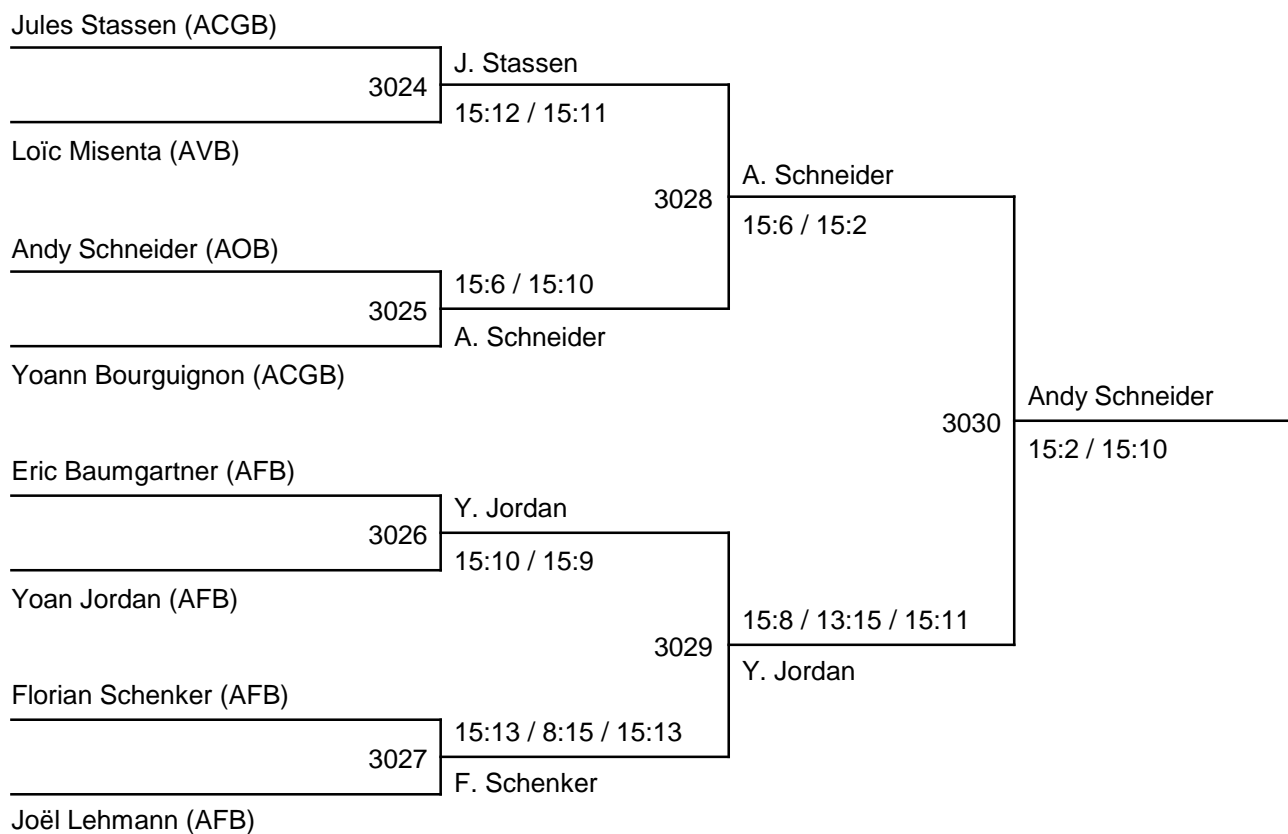 Jules Stassen (ACGB)
J. Stassen
3024
15:12 / 15:11
Loïc Misenta (AVB)
A. Schneider
3028
15:6 / 15:2
Andy Schneider (AOB)
15:6 / 15:10
3025
A. Schneider
Yoann Bourguignon (ACGB)
Andy Schneider
3030
15:2 / 15:10
Eric Baumgartner (AFB)
Y. Jordan
3026
15:10 / 15:9
Yoan Jordan (AFB)
15:8 / 13:15 / 15:11
3029
Y. Jordan
Florian Schenker (AFB)
15:13 / 8:15 / 15:13
3027
F. Schenker
Joël Lehmann (AFB)